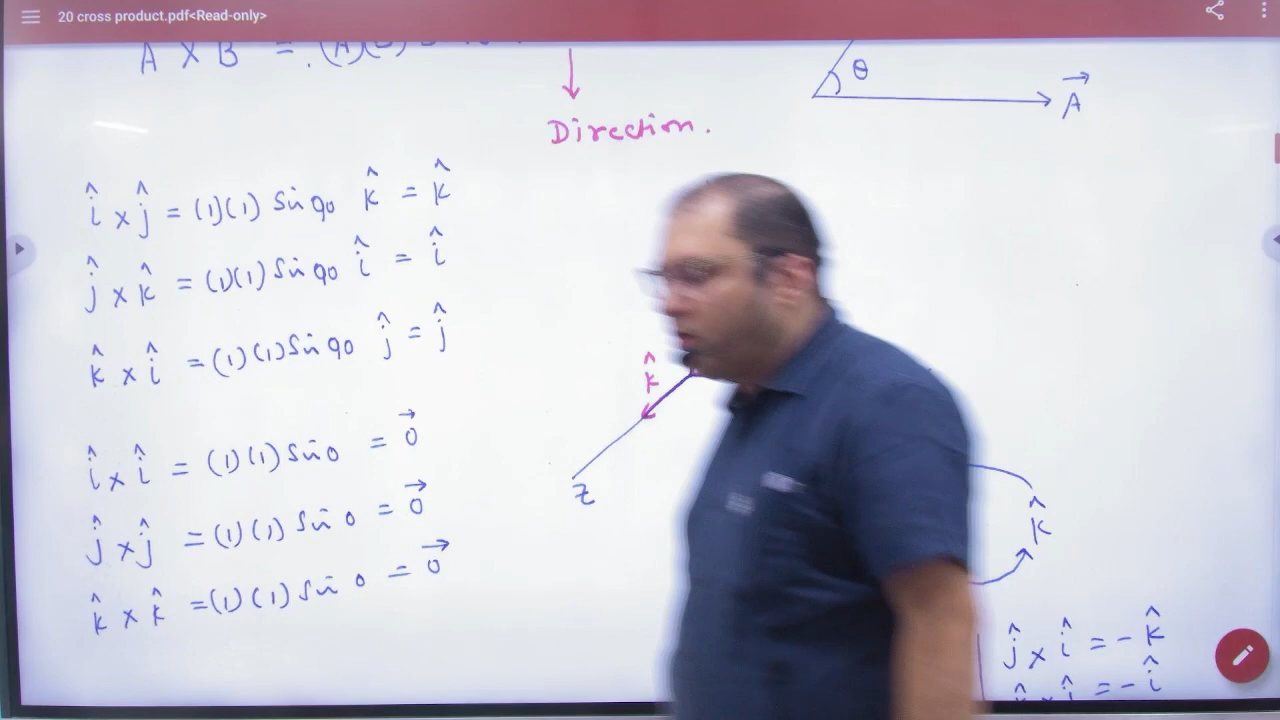 20 cross product.pdf<Read-only>
A X B =
θ
A⃗
Direction.
î x ĵ = (1)(1) Sin 90 k̂ = k̂
ĵ x k̂ = (1)(1) Sin 90 î = î
k̂ x î = (1)(1) Sin 90 ĵ = ĵ
k̂
z
î x î = (1)(1) Sin 0 = 0⃗
ĵ x ĵ = (1)(1) Sin 0 = 0⃗
k̂ x k̂ = (1)(1) Sin 0 = 0⃗
k̂
ĵ x î = - k̂
= - î